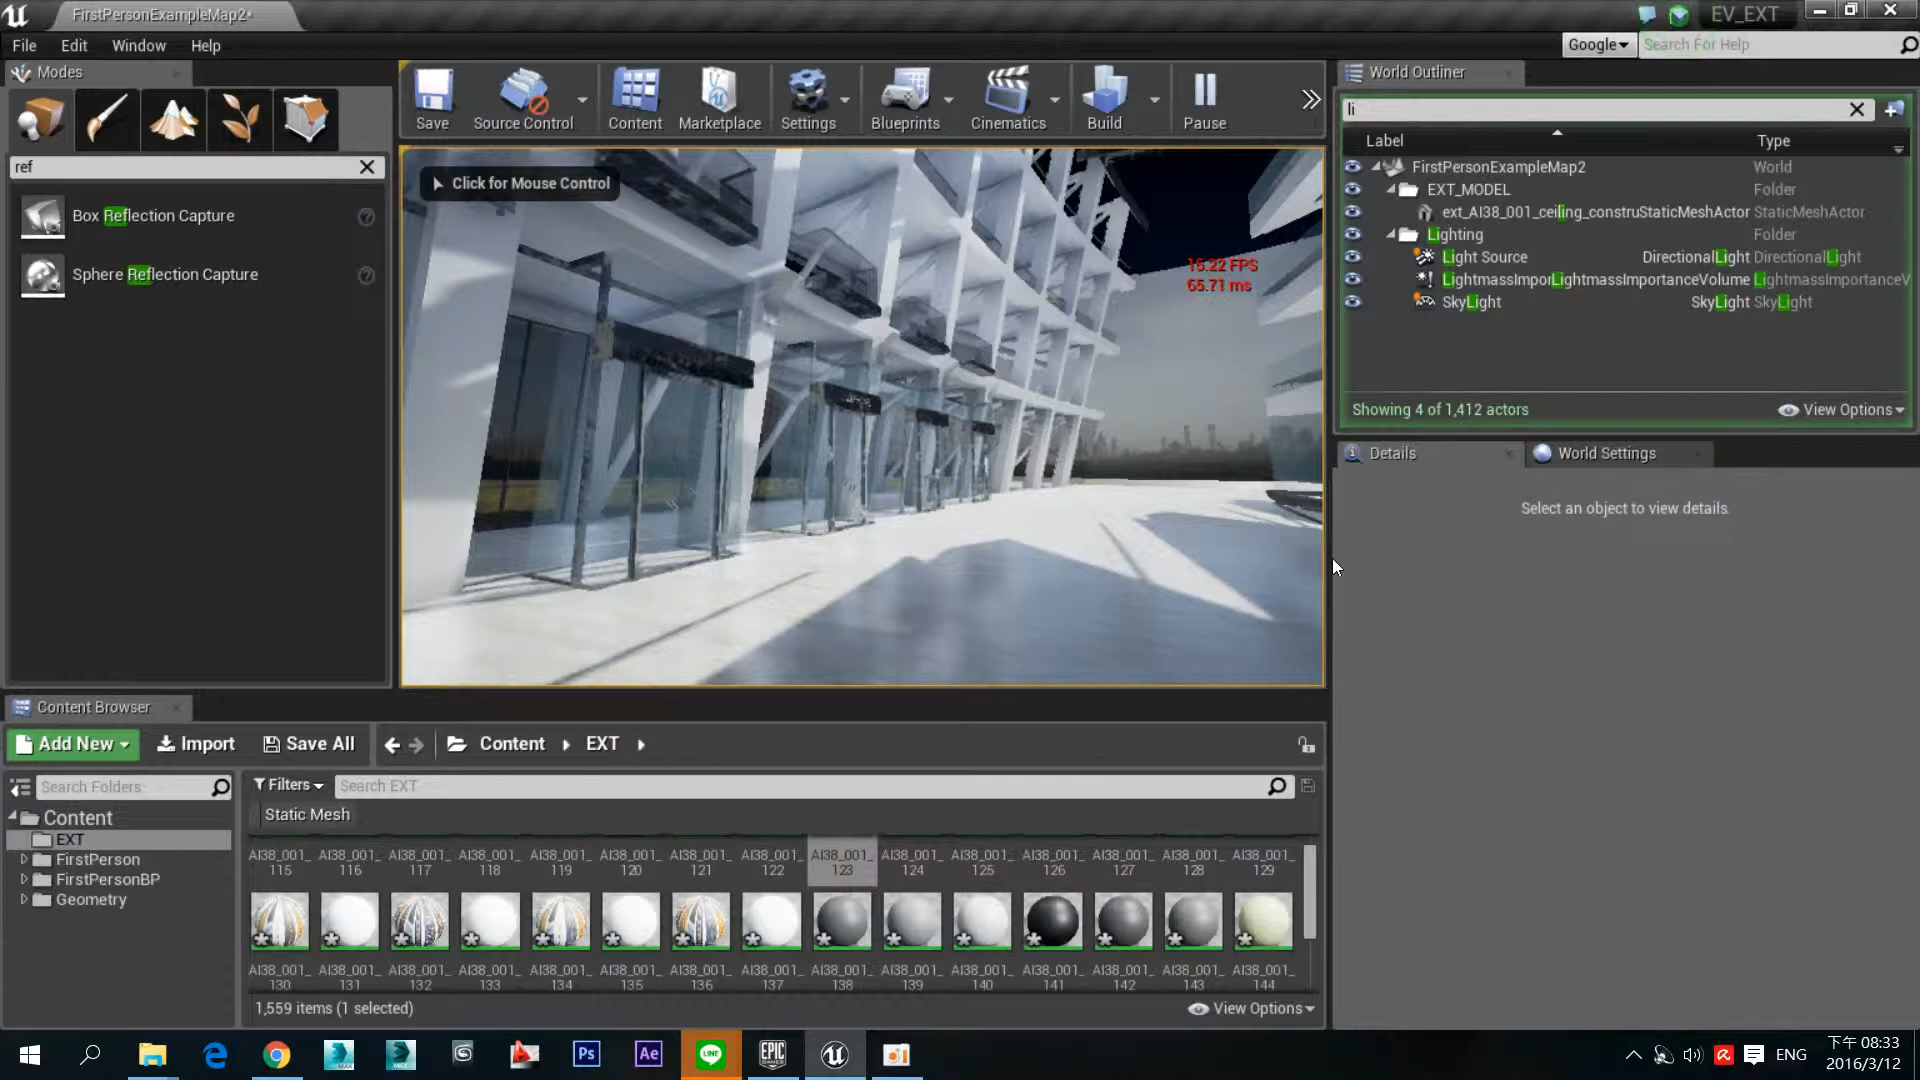 FirstPersonExampleMap2•
EV_EXT
File
Edit
Window
Help
Google
Search For Help
Modes
ref
Box Reflection Capture
Sphere Reflection Capture
Save
Source Control
Content
Marketplace
Settings
Blueprints
Cinematics
Build
Pause
Click for Mouse Control
16.22 FPS
65.71 ms
World Outliner
li
Label
Type
FirstPersonExampleMap2
World
EXT_MODEL
Folder
ext_AI38_001_ceiling_construStaticMeshActor
StaticMeshActor
Lighting
Folder
Light Source
DirectionalLight
DirectionalLight
LightmassImporLightmassImportanceVolume
LightmassImportanceV
SkyLight
SkyLight
SkyLight
Showing 4 of 1,412 actors
View Options
Details
World Settings
Select an object to view details.
Content Browser
Add New
Import
Save All
Content
EXT
Search Folders
Filters
Search EXT
Static Mesh
Content
EXT
FirstPerson
FirstPersonBP
Geometry
AI38_001_ AI38_001_ AI38_001_ AI38_001_ AI38_001_ AI38_001_ AI38_001_ AI38_001_ AI38_001_ AI38_001_ AI38_001_ AI38_001_ AI38_001_ AI38_001_ AI38_001_
115 116 117 118 119 120 121 122 123 124 125 126 127 128 129
AI38_001_ AI38_001_ AI38_001_ AI38_001_ AI38_001_ AI38_001_ AI38_001_ AI38_001_ AI38_001_ AI38_001_ AI38_001_ AI38_001_ AI38_001_ AI38_001_ AI38_001_
130 131 132 133 134 135 136 137 138 139 140 141 142 143 144
1,559 items (1 selected)
View Options
Ps
Ae
LINE
EPIC
GAMES
ENG
下午 08:33
2016/3/12